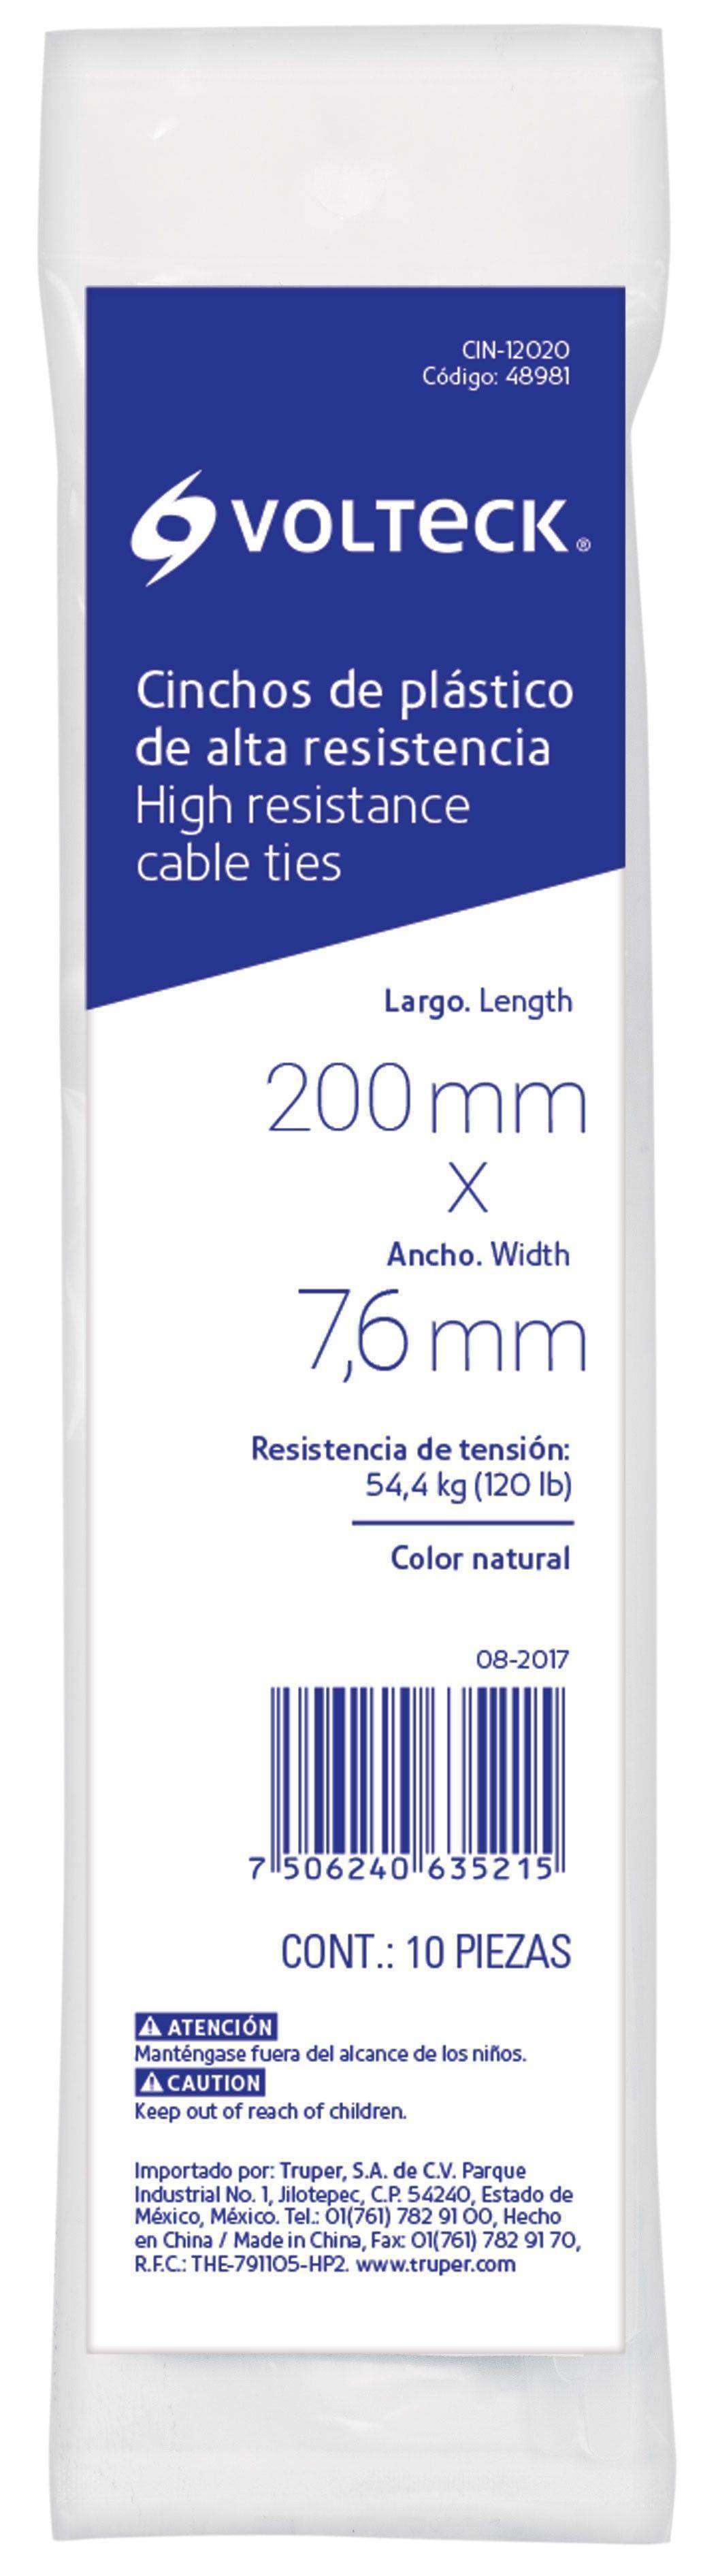 CIN-12020
Código: 48981
VOLTECK®
Cinchos de plástico
de alta resistencia
High resistance
cable ties
Largo. Length
200 mm
X
Ancho. Width
7,6 mm
Resistencia de tensión:
54,4 kg (120 lb)
Color natural
08-2017
7 506240 635215
CONT.: 10 PIEZAS
ATENCIÓN
Manténgase fuera del alcance de los niños.
CAUTION
Keep out of reach of children.
Importado por: Truper, S.A. de C.V. Parque
Industrial No. 1, Jilotepec, C.P. 54240, Estado de
México, México. Tel.: 01(761) 782 91 00, Hecho
en China / Made in China, Fax: 01(761) 782 91 70,
R.F.C.: THE-791105-HP2. www.truper.com